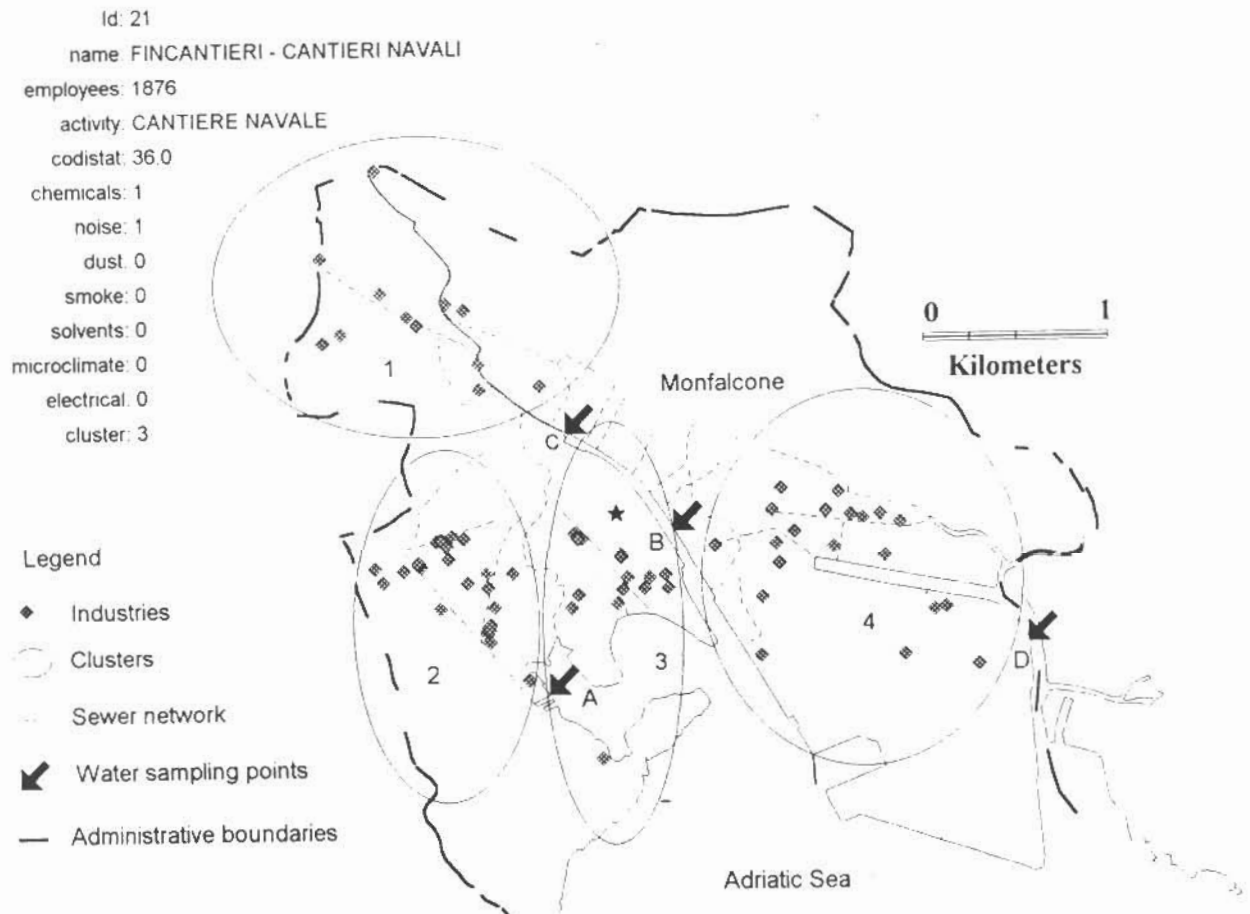 Id: 21
name: FINCANTIERI - CANTIERI NAVALI
employees: 1876
activity: CANTIERE NAVALE
codistat: 36.0
chemicals: 1
noise: 1
dust: 0
smoke: 0
solvents: 0
microclimate: 0
electrical: 0
cluster: 3
0 1
Kilometers
Monfalcone
1
C
B
2
3
4
A
D
Legend
Industries
Clusters
Sewer network
Water sampling points
Administrative boundaries
Adriatic Sea